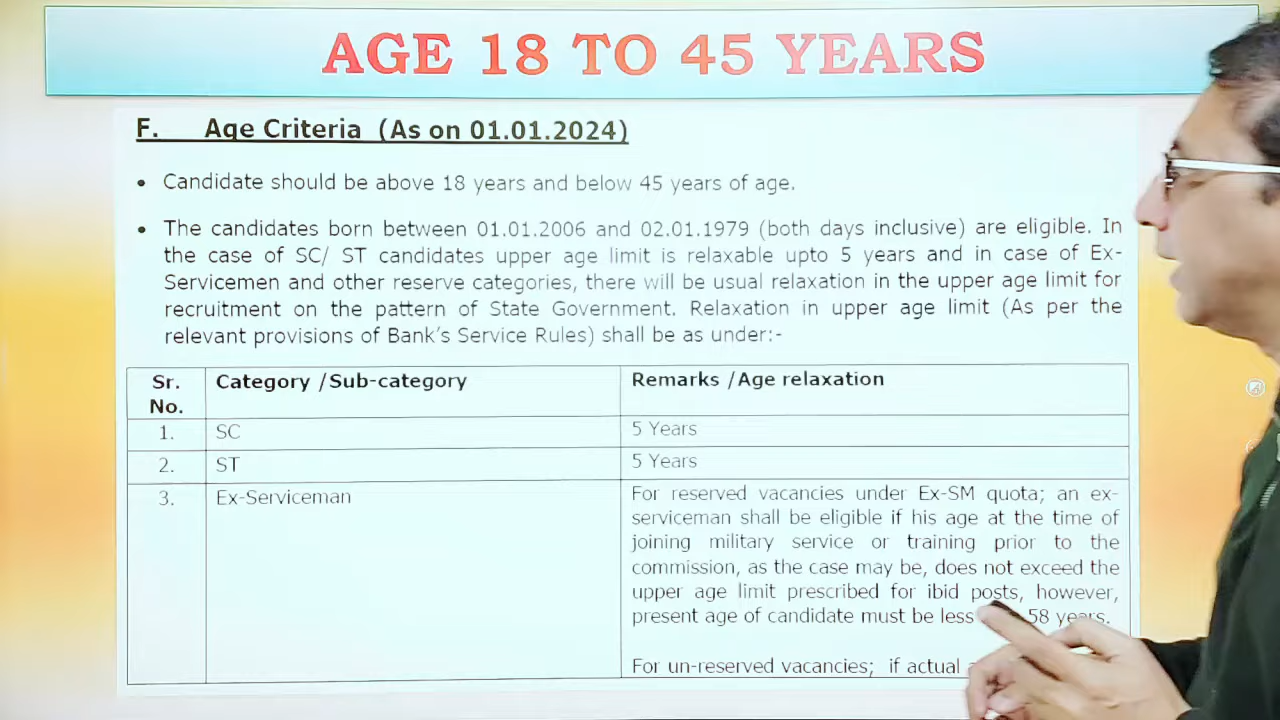 AGE 18 TO 45 YEARS
F. Age Criteria (As on 01.01.2024)
• Candidate should be above 18 years and below 45 years of age.
• The candidates born between 01.01.2006 and 02.01.1979 (both days inclusive) are eligible. In
the case of SC/ ST candidates upper age limit is relaxable upto 5 years and in case of Ex-
Servicemen and other reserve categories, there will be usual relaxation in the upper age limit for
recruitment on the pattern of State Government. Relaxation in upper age limit (As per the
relevant provisions of Bank's Service Rules) shall be as under:-
Sr. No. Category /Sub-category Remarks /Age relaxation
1. SC 5 Years
2. ST 5 Years
3. Ex-Serviceman For reserved vacancies under Ex-SM quota; an ex-
serviceman shall be eligible if his age at the time of
joining military service or training prior to the
commission, as the case may be, does not exceed the
upper age limit prescribed for ibid posts, however,
present age of candidate must be less 58 years.
For un-reserved vacancies; if actual